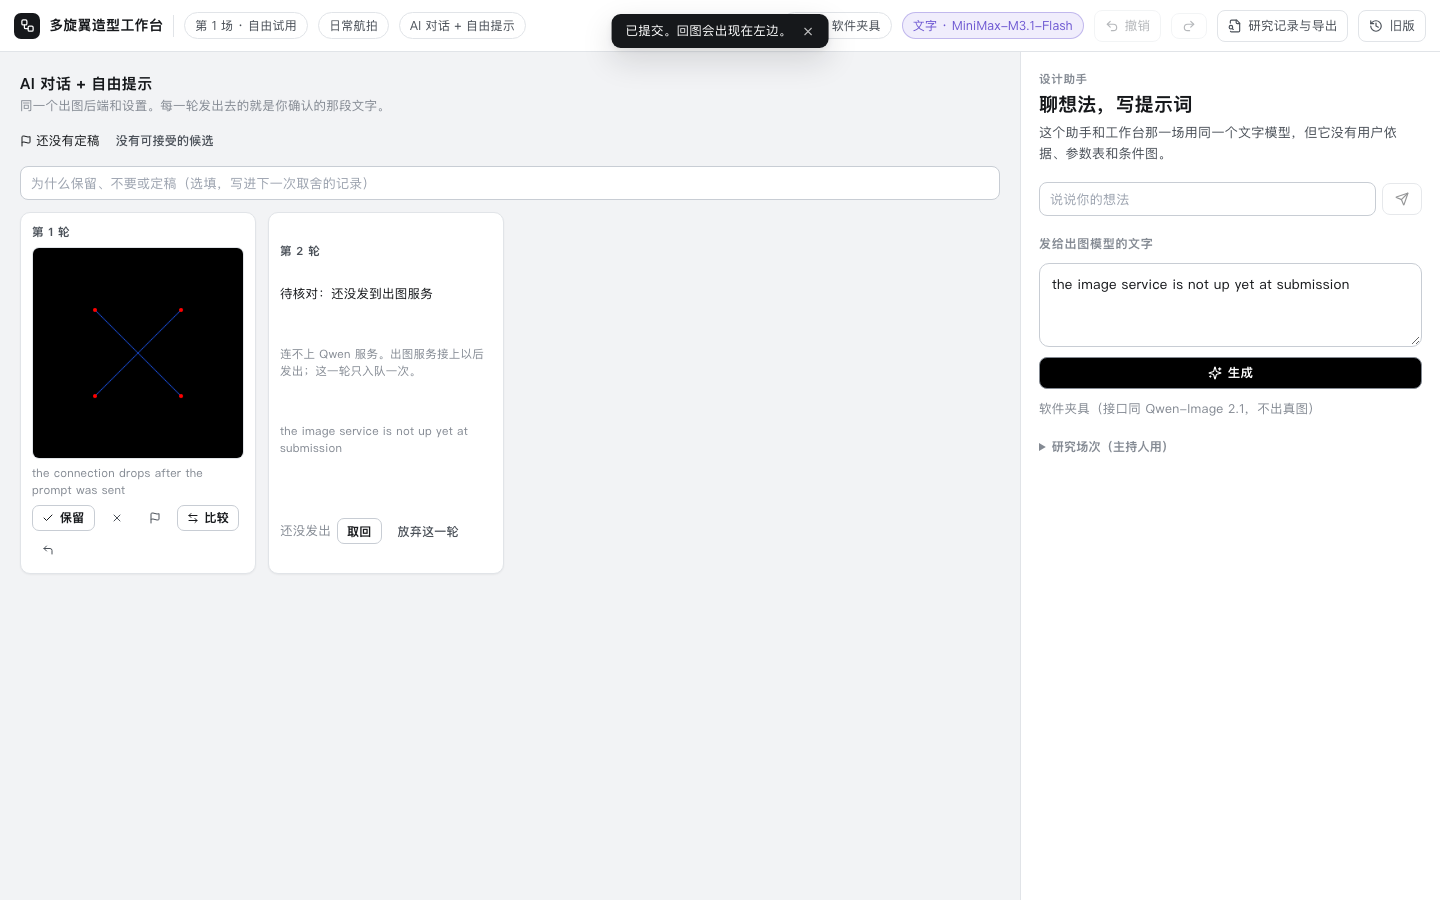 多旋翼造型工作台
第 1 场 · 自由试用
日常航拍
AI 对话 + 自由提示
已提交。回图会出现在左边。
软件夹具
文字 · MiniMax-M3.1-Flash
撤销
研究记录与导出
旧版
AI 对话 + 自由提示
同一个出图后端和设置。每一轮发出去的就是你确认的那段文字。
还没有定稿
没有可接受的候选
为什么保留、不要或定稿（选填，写进下一次取舍的记录）
第 1 轮
the connection drops after the
prompt was sent
保留
比较
第 2 轮
待核对：还没发到出图服务
连不上 Qwen 服务。出图服务接上以后
发出；这一轮只入队一次。
the image service is not up yet at
submission
还没发出
取回
放弃这一轮
设计助手
聊想法，写提示词
这个助手和工作台那一场用同一个文字模型，但它没有用户依
据、参数表和条件图。
说说你的想法
发给出图模型的文字
the image service is not up yet at submission
生成
软件夹具（接口同 Qwen-Image 2.1，不出真图）
研究场次（主持人用）